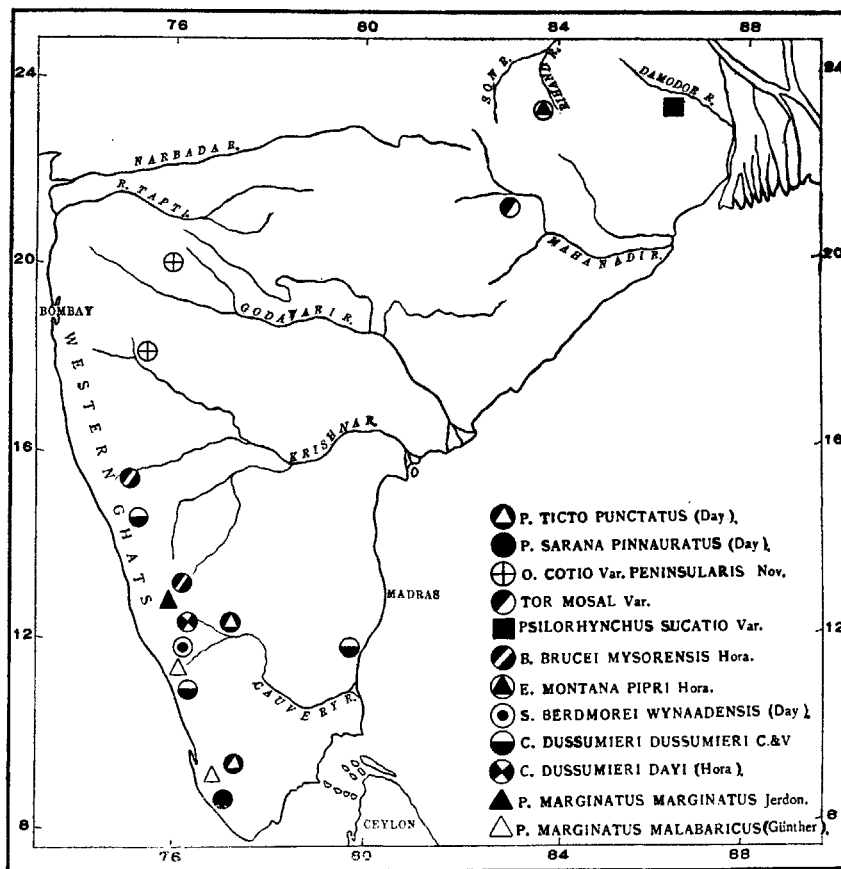 76 80 84 88
24 24
SONE R.
RIHAND R.
DAMODOR R.
NARBADA R.
R. TAPTI.
20 20
MAHANADI R.
BOMBAY
GODAVARI R.
WESTERN GHATS
16 16
KRISHNA R.
MADRAS
12 12
CAUVERY R.
CEYLON
8 8
76 80 84 88
P. TICTO PUNCTATUS (Day).
P. SARANA PINNAURATUS (Day).
O. COTIO Var. PENINSULARIS Nov.
TOR MOSAL Var.
PSILORHYNCHUS SUCATIO Var.
B. BRUCEI MYSORENSIS Hora.
E. MONTANA PIPRI Hora.
S. BERDMOREI WYNAADENSIS (Day).
C. DUSSUMIERI DUSSUMIERI C.&V
C. DUSSUMIERI DAYI (Hora).
P. MARGINATUS MARGINATUS Jerdon.
P. MARGINATUS MALABARICUS (Günther).